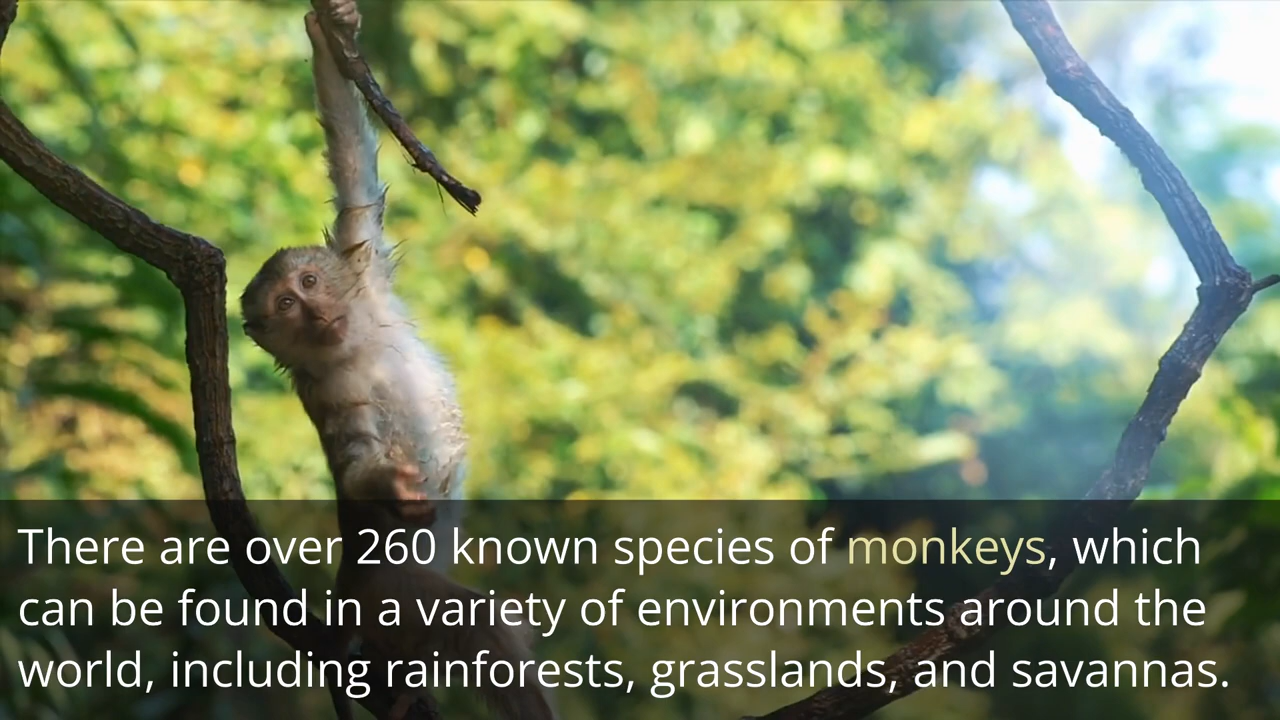 There are over 260 known species of monkeys, which
can be found in a variety of environments around the
world, including rainforests, grasslands, and savannas.